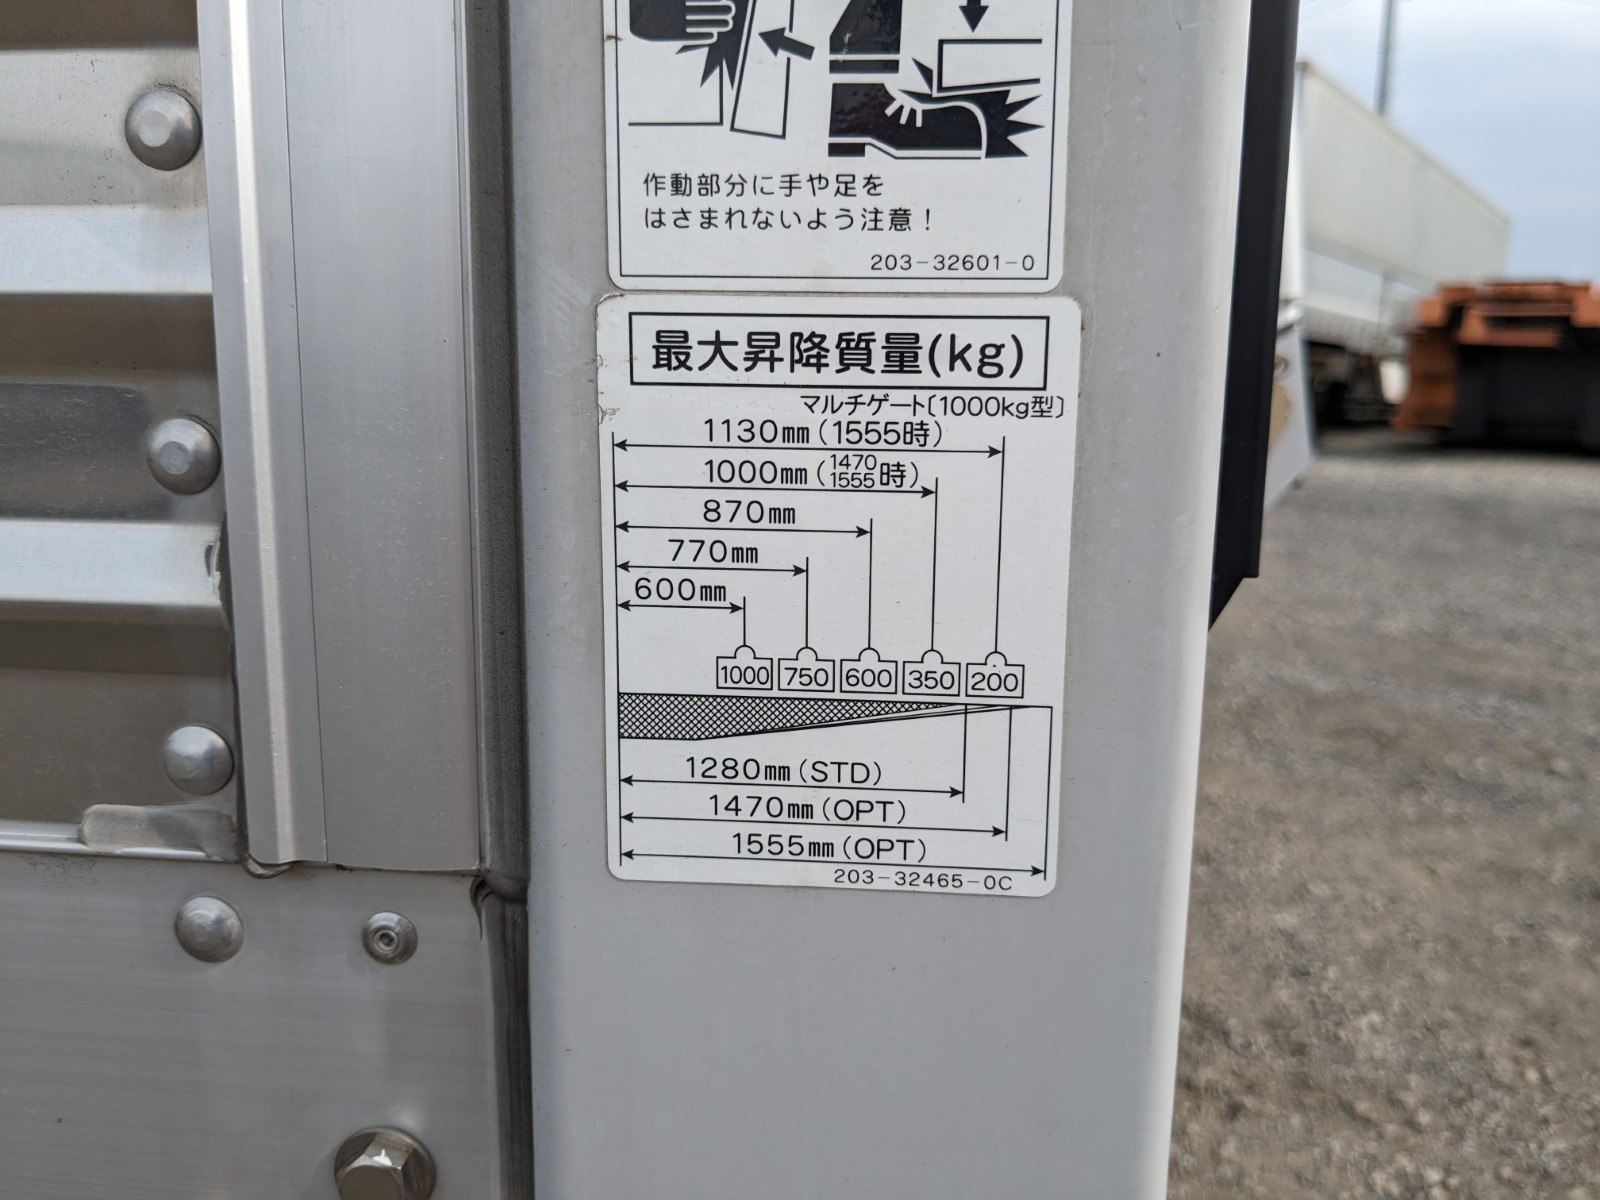 作動部分に手や足を
はさまれないよう注意！
203-32601-0
最大昇降質量(kg)
マルチゲート〔1000kg型〕
1130mm(1555時)
1000mm(1470 1555時)
870mm
770mm
600mm
1000 750 600 350 200
1280mm(STD)
1470mm(OPT)
1555mm(OPT)
203-32465-0C